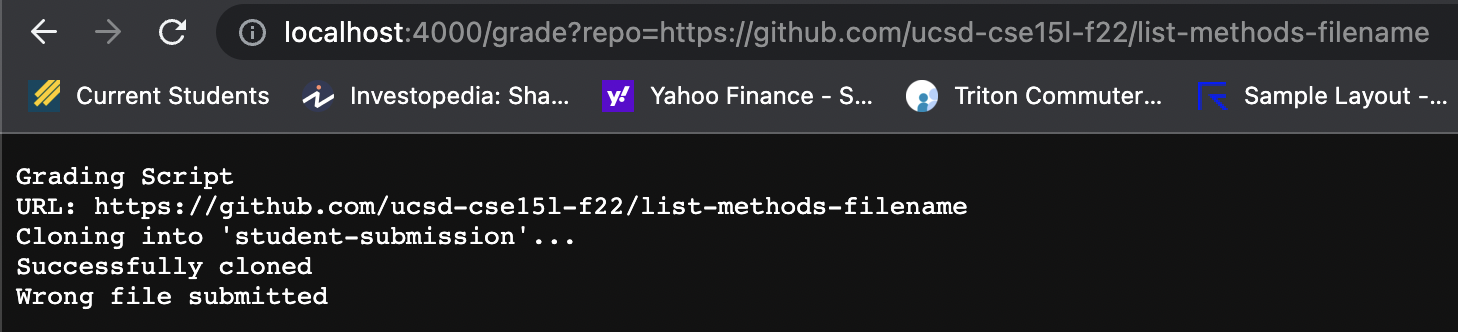 localhost:4000/grade?repo=https://github.com/ucsd-cse15l-f22/list-methods-filename
Current Students Investopedia: Sha... y! Yahoo Finance - S... Triton Commuter... Sample Layout -...
Grading Script
URL: https://github.com/ucsd-cse15l-f22/list-methods-filename
Cloning into 'student-submission'...
Successfully cloned
Wrong file submitted